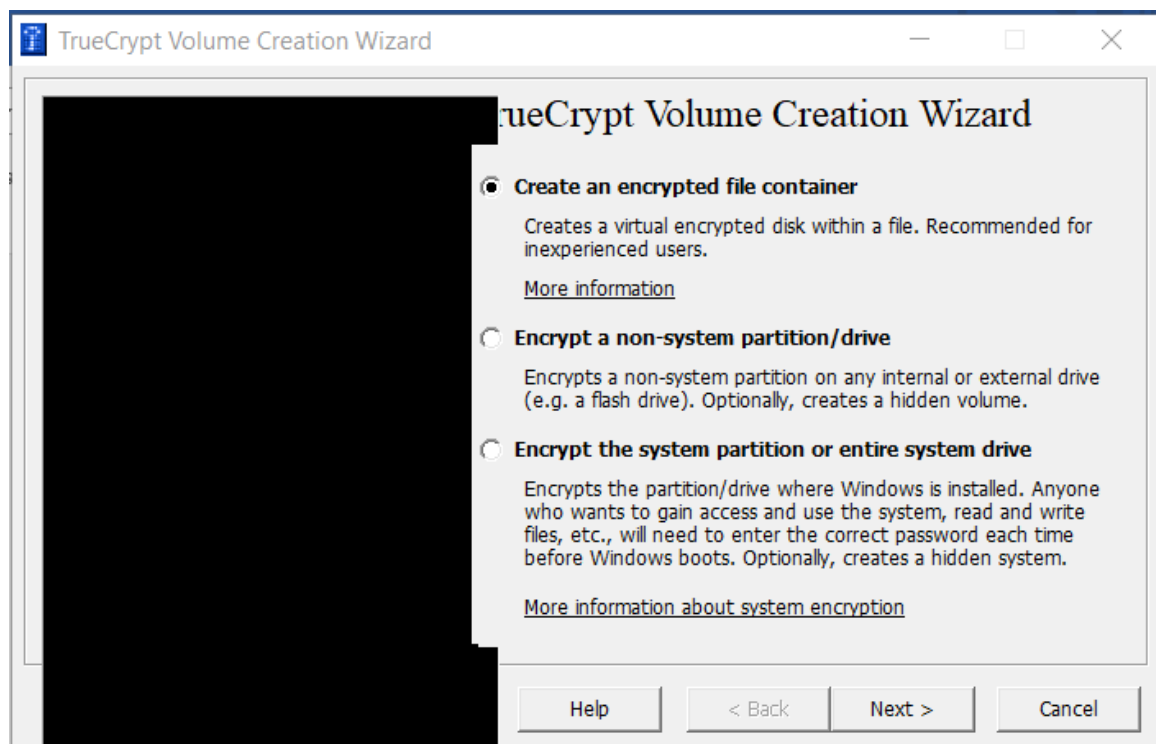 TrueCrypt Volume Creation Wizard
rueCrypt Volume Creation Wizard
Create an encrypted file container
Creates a virtual encrypted disk within a file. Recommended for
inexperienced users.
More information
Encrypt a non-system partition/drive
Encrypts a non-system partition on any internal or external drive
(e.g. a flash drive). Optionally, creates a hidden volume.
Encrypt the system partition or entire system drive
Encrypts the partition/drive where Windows is installed. Anyone
who wants to gain access and use the system, read and write
files, etc., will need to enter the correct password each time
before Windows boots. Optionally, creates a hidden system.
More information about system encryption
Help < Back Next > Cancel